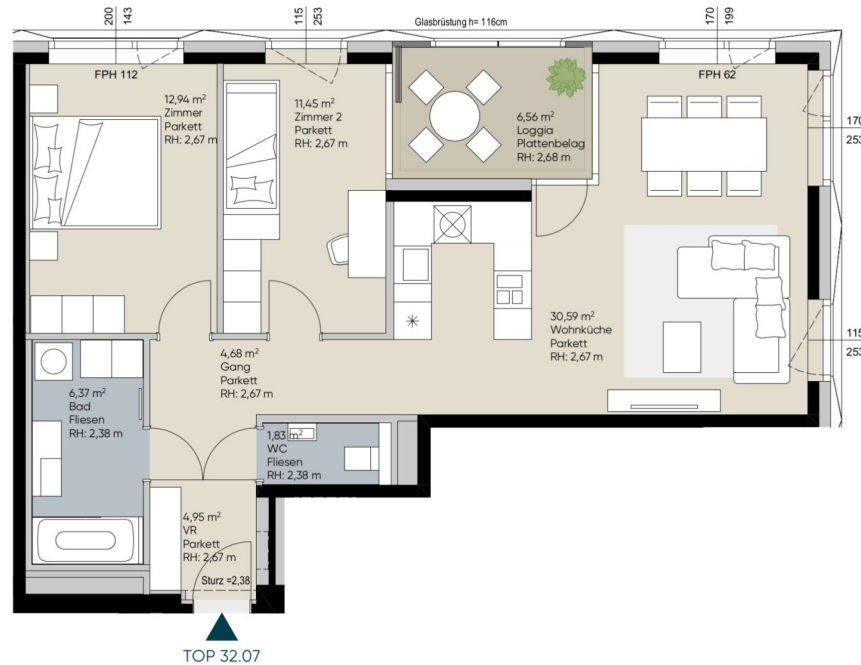 200
143
115
253
Glasbrüstung h= 116cm
170
199
FPH 112
FPH 62
12,94 m²
Zimmer
Parkett
RH: 2,67 m
11,45 m²
Zimmer 2
Parkett
RH: 2,67 m
6,56 m²
Loggia
Plattenbelag
RH: 2,68 m
170
253
30,59 m²
Wohnküche
Parkett
RH: 2,67 m
115
253
4,68 m²
Gang
Parkett
RH: 2,67 m
6,37 m²
Bad
Fliesen
RH: 2,38 m
1,83 m²
WC
Fliesen
RH: 2,38 m
4,95 m²
VR
Parkett
RH: 2,67 m
Sturz =2,38
TOP 32.07